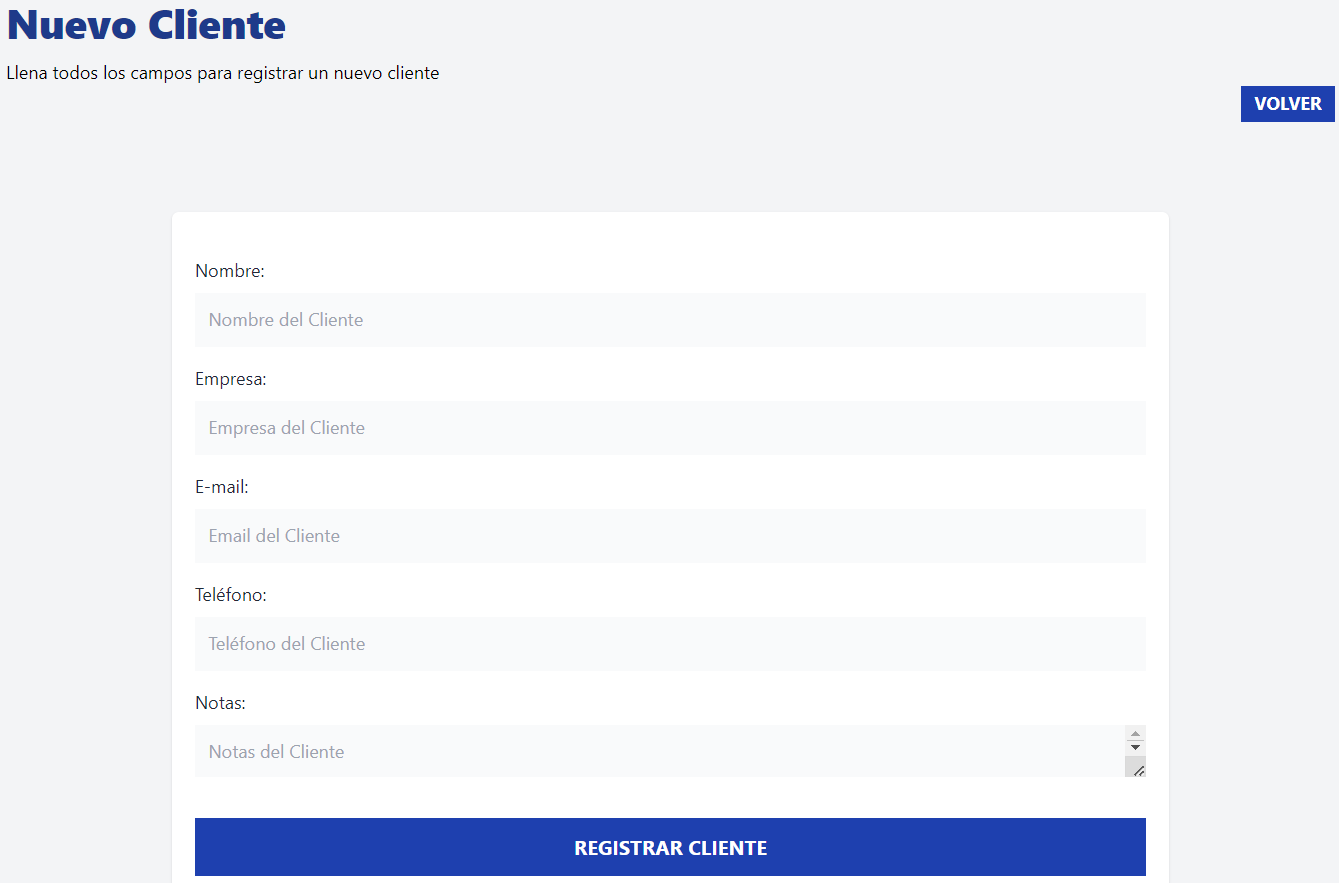 Nuevo Cliente
Llena todos los campos para registrar un nuevo cliente
VOLVER
Nombre:
Nombre del Cliente
Empresa:
Empresa del Cliente
E-mail:
Email del Cliente
Teléfono:
Teléfono del Cliente
Notas:
Notas del Cliente
REGISTRAR CLIENTE